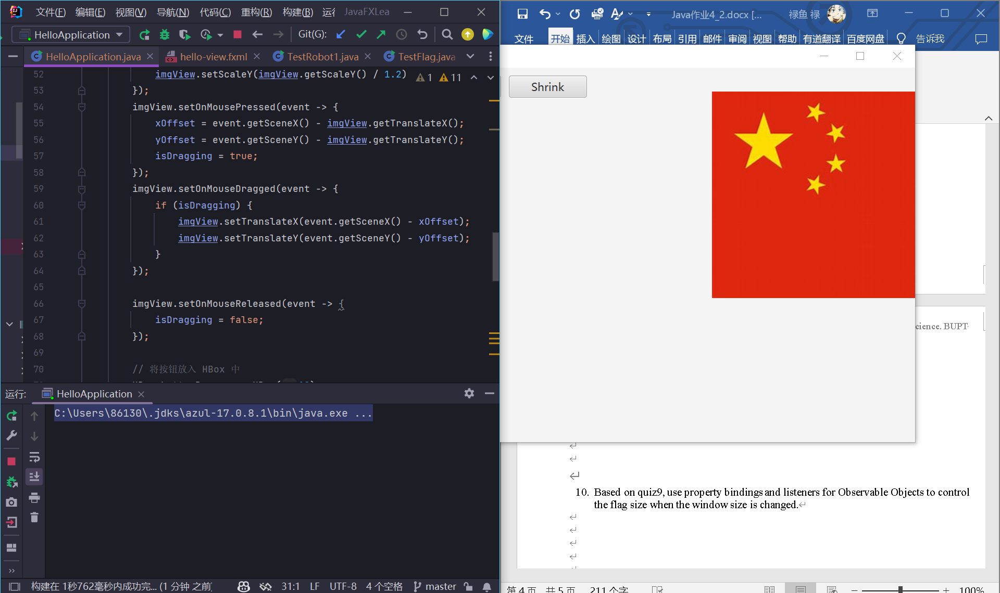 文件(F) 编辑(E) 视图(V) 导航(N) 代码(C) 重构(R) 构建(B) 运行 JavaFXLea
HelloApplication Git(G):
HelloApplication.java hello-view.fxml TestRobot1.java TestFlag.java
1 11
52 imgView.setScaleY(imgView.getScaleY() / 1.2)
53 });
54 imgView.setOnMousePressed(event -> {
55 xOffset = event.getSceneX() - imgView.getTranslateX();
56 yOffset = event.getSceneY() - imgView.getTranslateY();
57 isDragging = true;
58 });
59 imgView.setOnMouseDragged(event -> {
60 if (isDragging) {
61 imgView.setTranslateX(event.getSceneX() - xOffset);
62 imgView.setTranslateY(event.getSceneY() - yOffset);
63 }
64 });
65
66 imgView.setOnMouseReleased(event -> {
67 isDragging = false;
68 });
69
70 // 将按钮放入 HBox 中
运行: HelloApplication
C:\Users\86130\.jdks\azul-17.0.8.1\bin\java.exe ...
构建在 1秒762毫秒内成功完... (1 分钟 之前) 31:1 LF UTF-8 4 个空格 master
Java作业4_2.docx [... 禄鱼 禄
文件 开始 插入 绘图 设计 布局 引用 邮件 审阅 视图 帮助 有道翻译 百度网盘 告诉我
Shrink
cience. BUPT
10. Based on quiz9, use property bindings and listeners for Observable Objects to control
the flag size when the window size is changed.
第 4 页 共 5 页 211 个字 100%